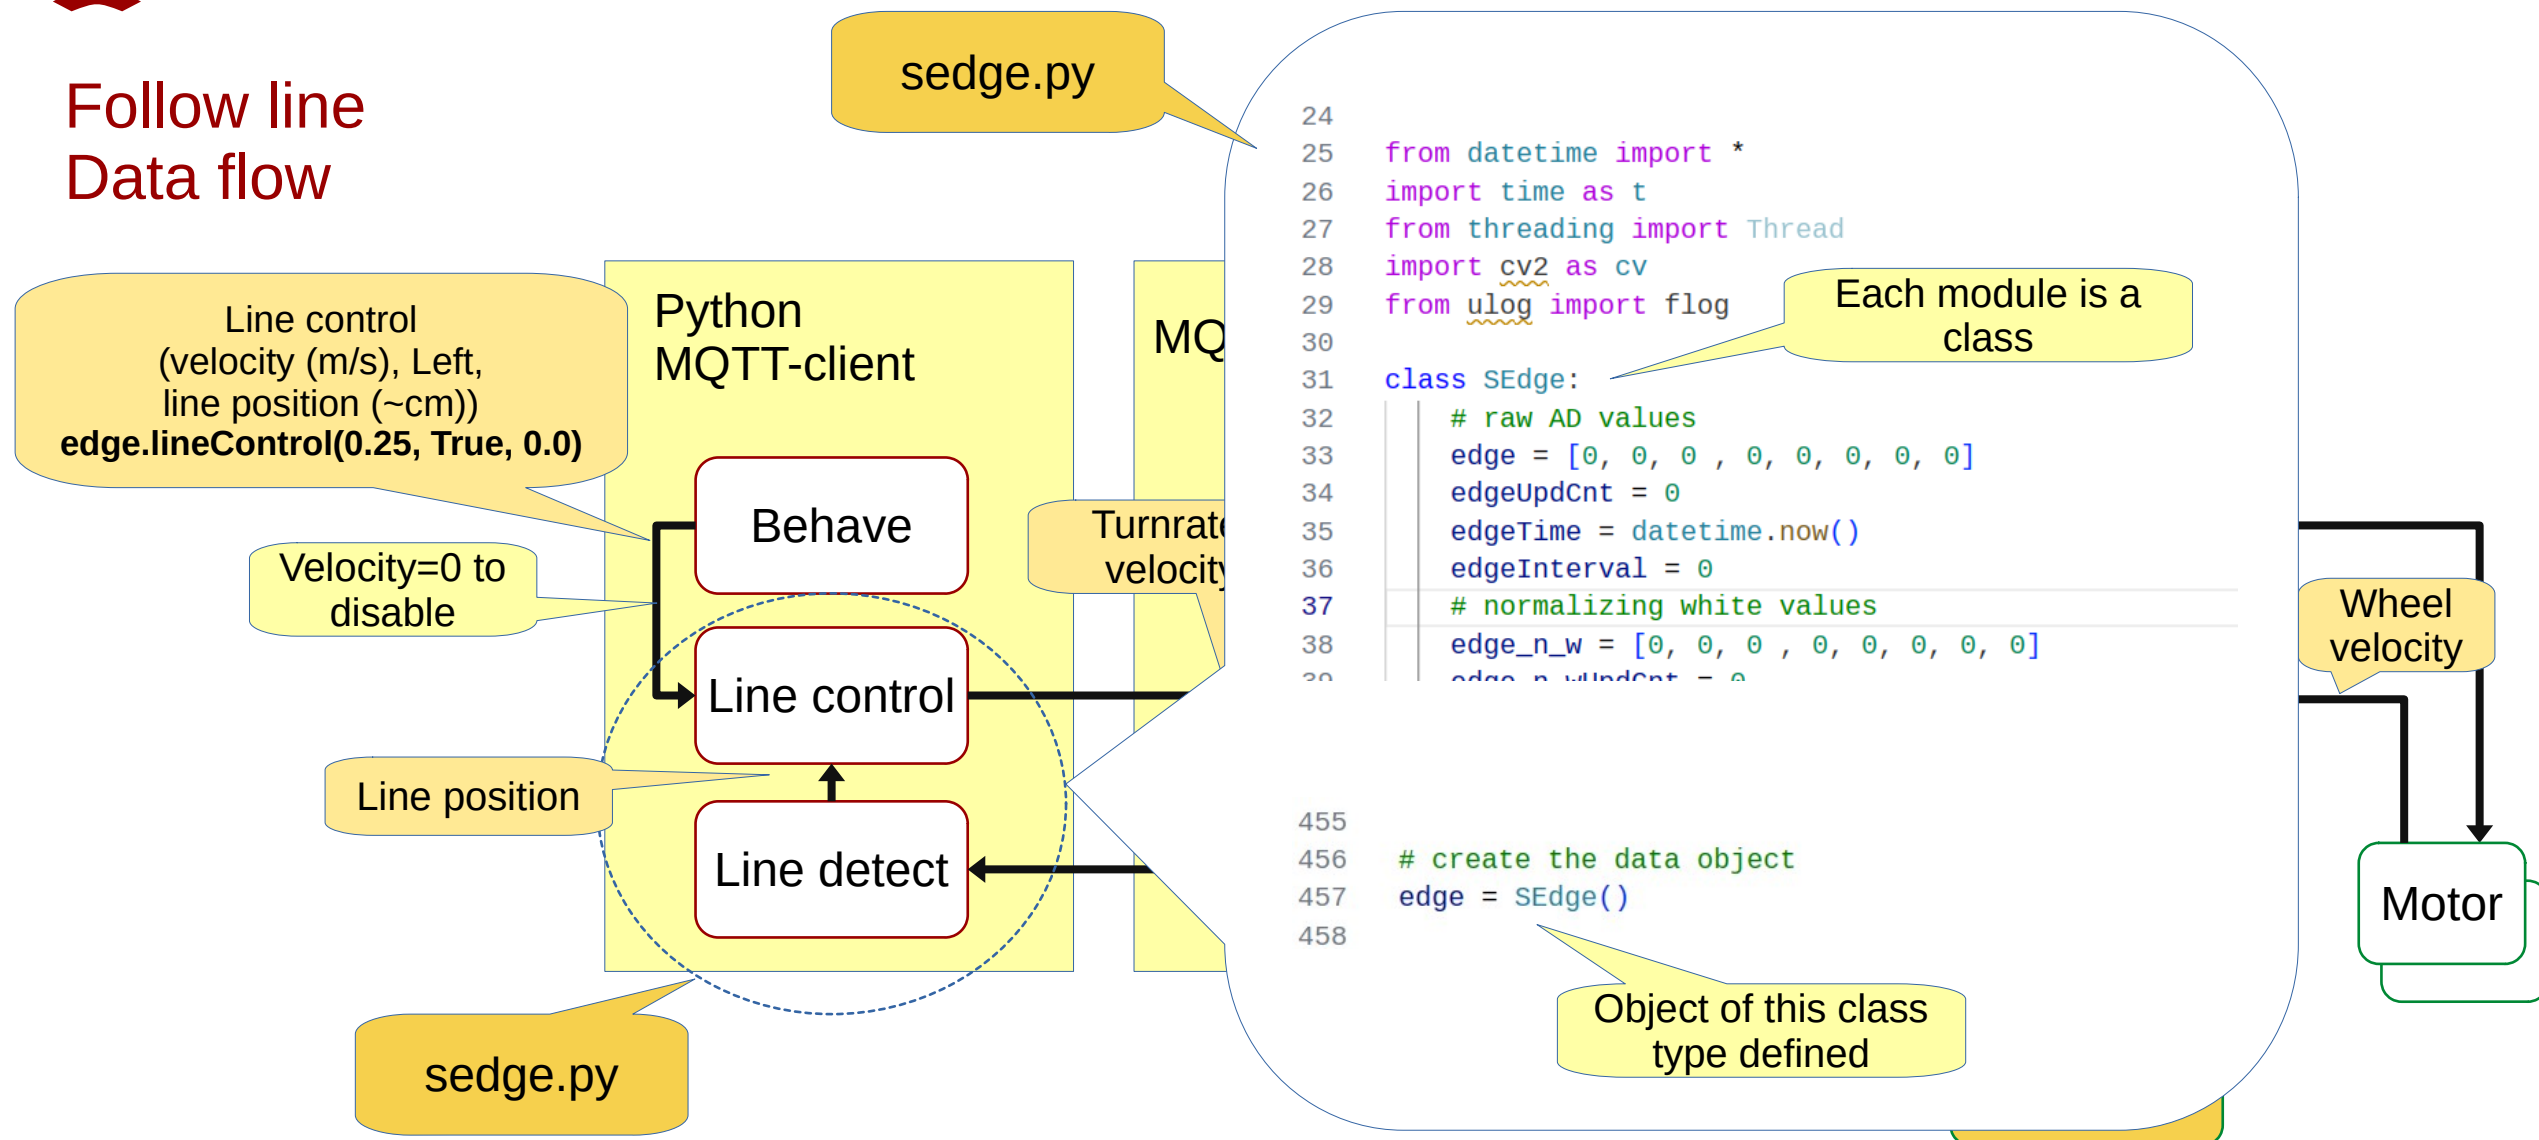 Follow line
Data flow
sedge.py
Line control
(velocity (m/s), Left,
line position (~cm))
edge.lineControl(0.25, True, 0.0)
Velocity=0 to
disable
Line position
sedge.py
Python
MQTT-client
Behave
Line control
Line detect
MQ
Turnrate
velocity
24
25 from datetime import *
26 import time as t
27 from threading import Thread
28 import cv2 as cv
29 from ulog import flog
30
31 class SEdge:
32 # raw AD values
33 edge = [0, 0, 0 , 0, 0, 0, 0, 0]
34 edgeUpdCnt = 0
35 edgeTime = datetime.now()
36 edgeInterval = 0
37 # normalizing white values
38 edge_n_w = [0, 0, 0 , 0, 0, 0, 0, 0]
39 edge_n_wUpdCnt = 0
Each module is a
class
455
456 # create the data object
457 edge = SEdge()
458
Object of this class
type defined
Wheel
velocity
Motor